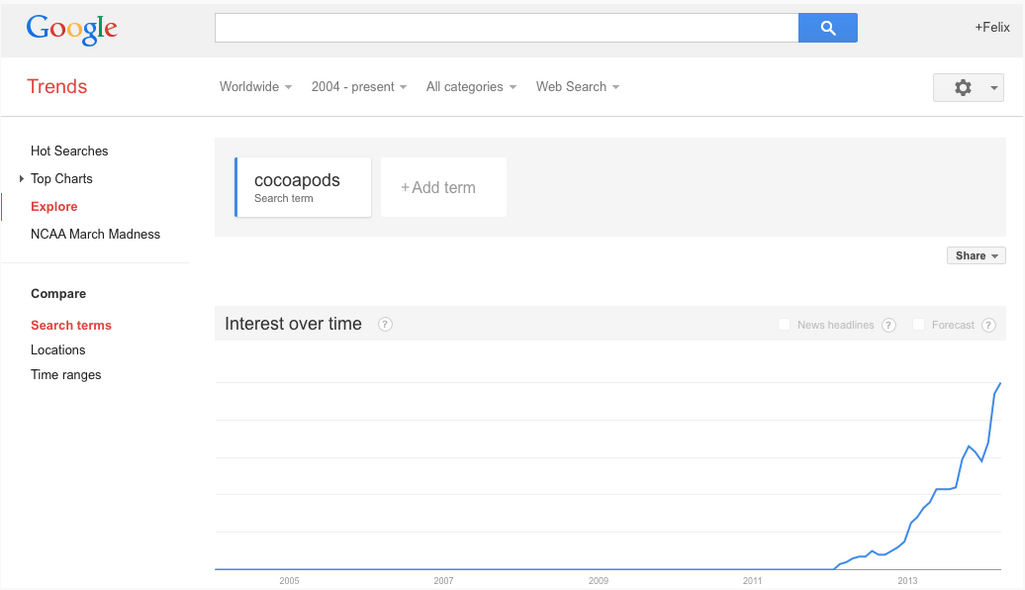 Google
+Felix
Trends
Worldwide
2004 - present
All categories
Web Search
Hot Searches
Top Charts
Explore
NCAA March Madness
Compare
Search terms
Locations
Time ranges
cocoapods
Search term
+Add term
Share
Interest over time ?
News headlines ?
Forecast ?
2005 2007 2009 2011 2013